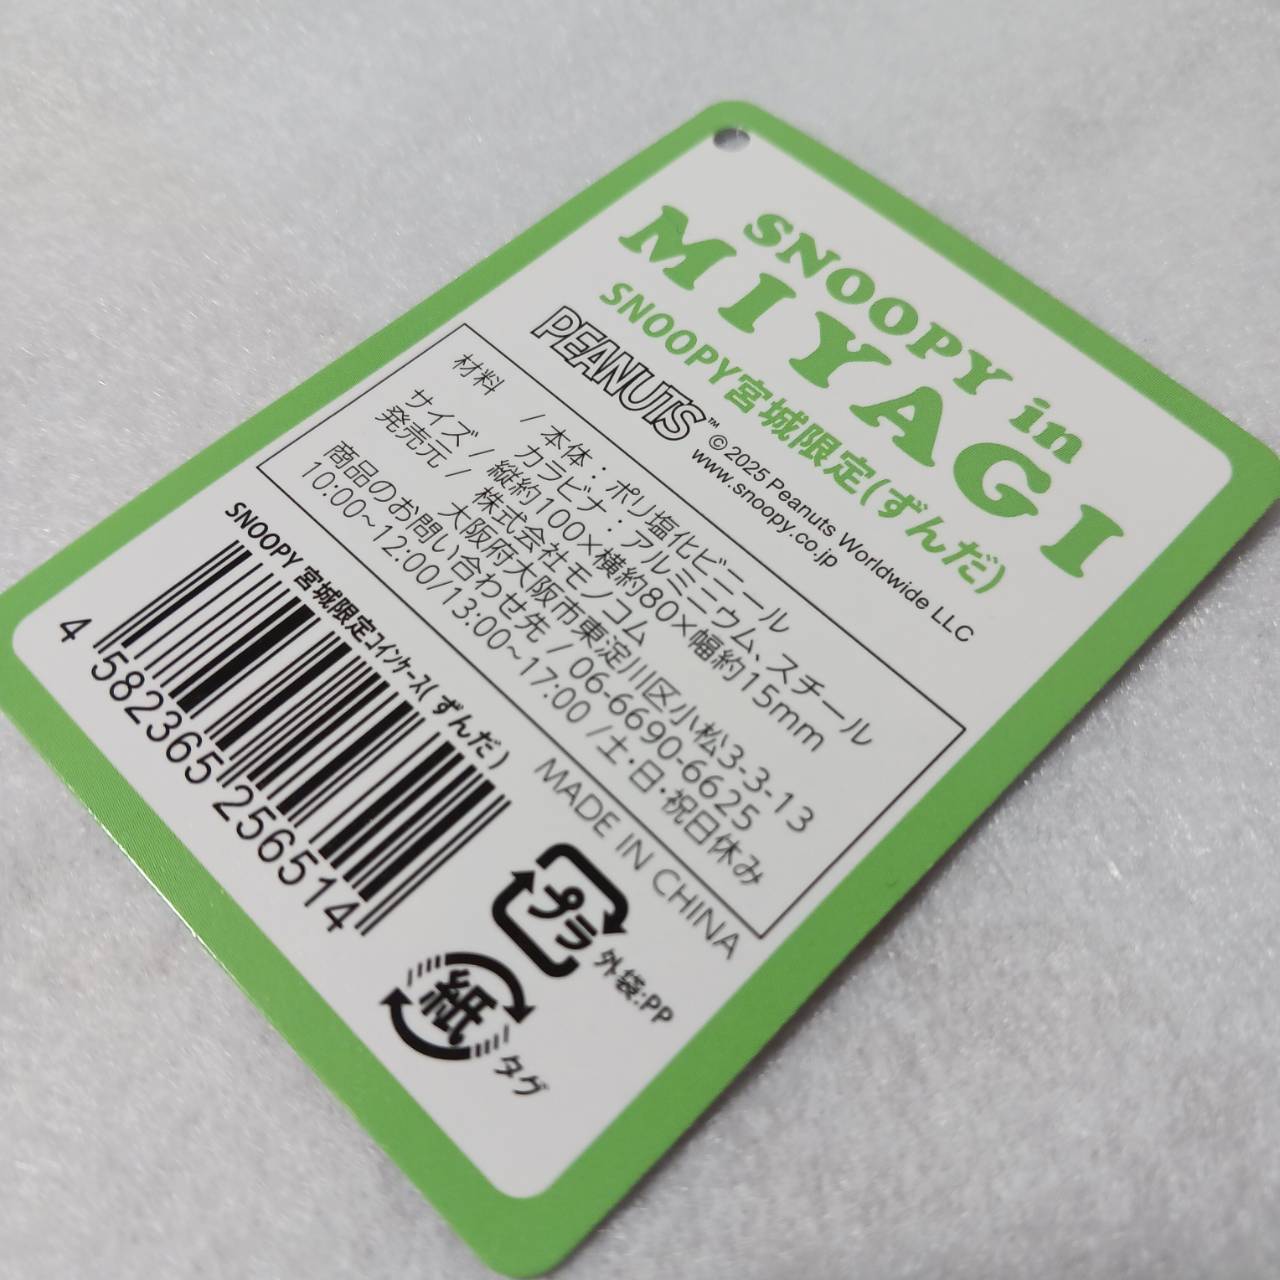 SNOOPY in
MIYAGI
SNOOPY宮城限定(ずんだ)
PEANUTS™
©2025 Peanuts Worldwide LLC
www.snoopy.co.jp
材料 / 本体：ポリ塩化ビニール
カラビナ：アルミニウム、スチール
サイズ / 縦約100×横約80×幅約15mm
発売元 / 株式会社モノコム
大阪府大阪市東淀川区小松3-3-13
商品のお問い合わせ先 / 06-6690-6625
10:00~12:00/13:00~17:00 /土・日・祝日休み
MADE IN CHINA
SNOOPY 宮城限定コインケース(ずんだ)
4 582365 256514
プラ
外袋:PP
紙
タグ